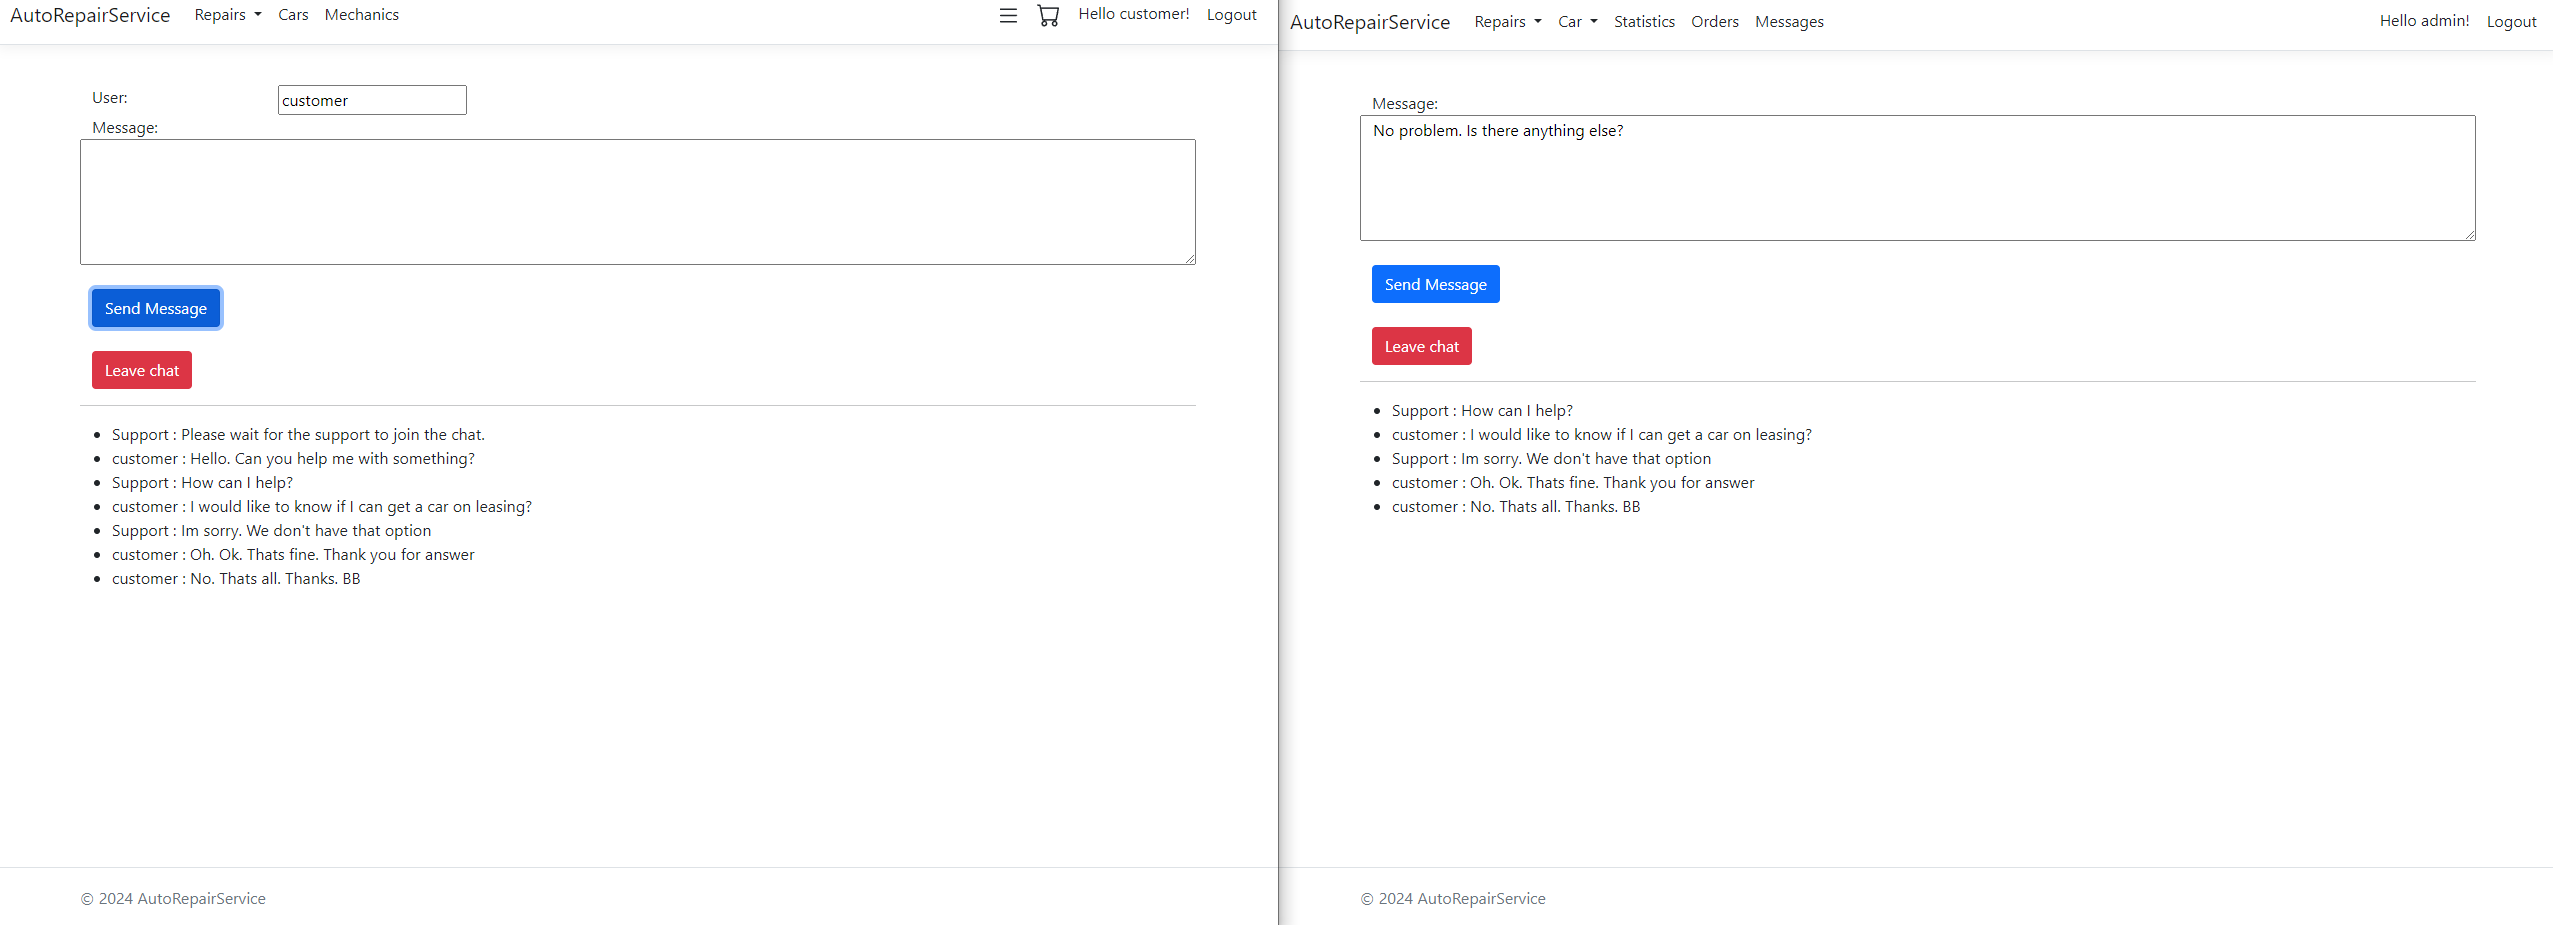 AutoRepairService Repairs Cars Mechanics Hello customer! Logout
User: customer
Message:
Send Message
Leave chat
Support : Please wait for the support to join the chat.
customer : Hello. Can you help me with something?
Support : How can I help?
customer : I would like to know if I can get a car on leasing?
Support : Im sorry. We don't have that option
customer : Oh. Ok. Thats fine. Thank you for answer
customer : No. Thats all. Thanks. BB
© 2024 AutoRepairService
AutoRepairService Repairs Car Statistics Orders Messages Hello admin! Logout
Message:
No problem. Is there anything else?
Send Message
Leave chat
Support : How can I help?
customer : I would like to know if I can get a car on leasing?
Support : Im sorry. We don't have that option
customer : Oh. Ok. Thats fine. Thank you for answer
customer : No. Thats all. Thanks. BB
© 2024 AutoRepairService